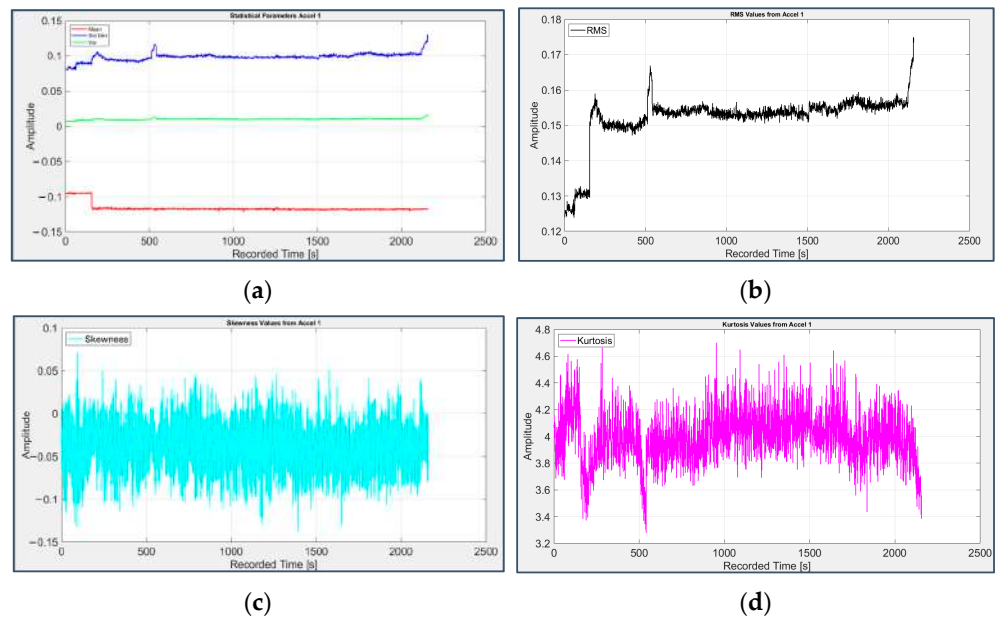 Statistical Parameters Accel 1
Mean
Std Dev
Var
0.15
0.1
0.05
0
−0.05
−0.1
−0.15
Amplitude
0 500 1000 1500 2000 2500
Recorded Time [s]
(a)
RMS Values from Accel 1
RMS
0.18
0.17
0.16
0.15
0.14
0.13
0.12
Amplitude
0 500 1000 1500 2000 2500
Recorded Time [s]
(b)
Skewness Values from Accel 1
Skewness
0.1
0.05
0
−0.05
−0.1
−0.15
Amplitude
0 500 1000 1500 2000 2500
Recorded Time [s]
(c)
Kurtosis Values from Accel 1
Kurtosis
4.8
4.6
4.4
4.2
4
3.8
3.6
3.4
3.2
Amplitude
0 500 1000 1500 2000 2500
Recorded Time [s]
(d)